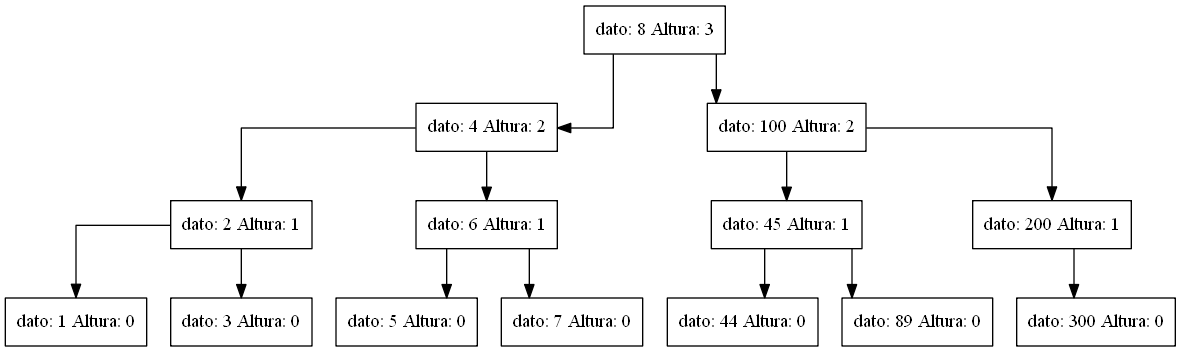 dato: 8 Altura: 3
dato: 4 Altura: 2
dato: 100 Altura: 2
dato: 2 Altura: 1
dato: 6 Altura: 1
dato: 45 Altura: 1
dato: 200 Altura: 1
dato: 1 Altura: 0
dato: 3 Altura: 0
dato: 5 Altura: 0
dato: 7 Altura: 0
dato: 44 Altura: 0
dato: 89 Altura: 0
dato: 300 Altura: 0